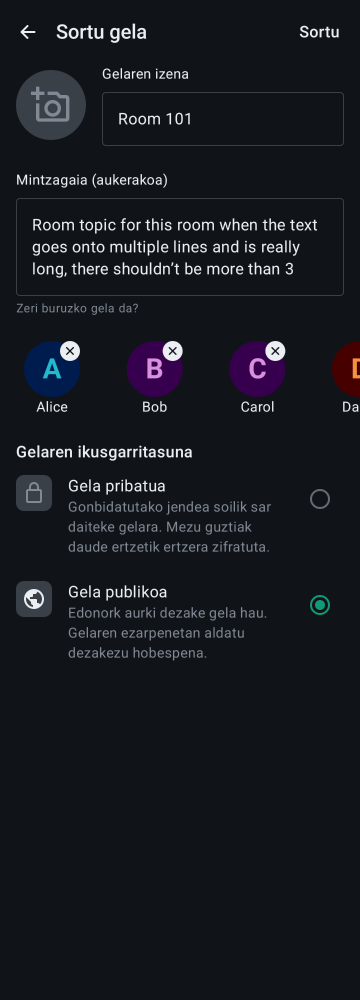 Sortu gela
Sortu
Gelaren izena
Room 101
Mintzagaia (aukerakoa)
Room topic for this room when the text
goes onto multiple lines and is really
long, there shouldn’t be more than 3
Zeri buruzko gela da?
A
B
C
Alice
Bob
Carol
Da
Gelaren ikusgarritasuna
Gela pribatua
Gonbidatutako jendea soilik sar
daiteke gelara. Mezu guztiak
daude ertzetik ertzera zifratuta.
Gela publikoa
Edonork aurki dezake gela hau.
Gelaren ezarpenetan aldatu
dezakezu hobespena.